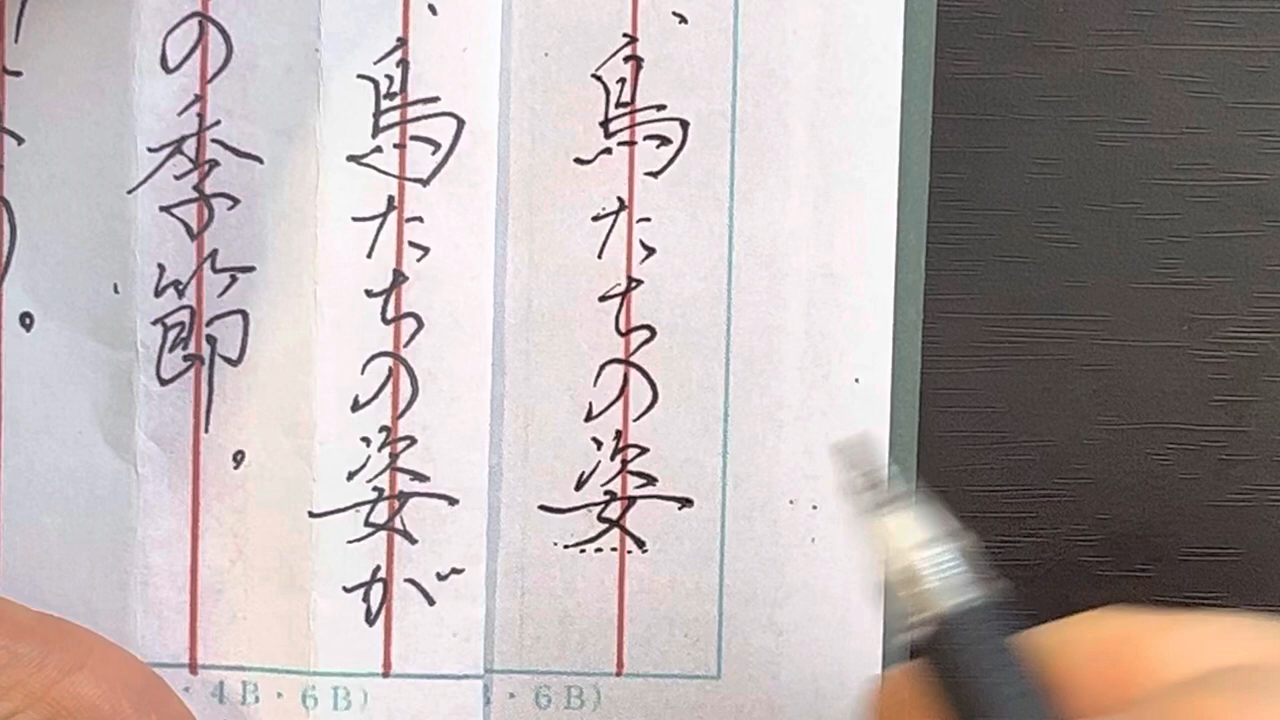 、鳥たちの姿
、鳥たちの姿が
の季節。
。
・6B)
・4B・6B)